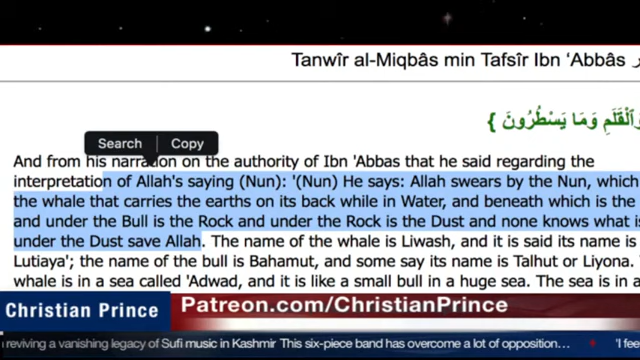 Tanwîr al-Miqbâs min Tafsîr Ibn ‘Abbâs
وَٱلْقَلَمِ وَمَا يَسْطُرُونَ }
Search Copy
And from his narration on the authority of Ibn 'Abbas that he said regarding the
interpretation of Allah's saying (Nun): '(Nun) He says: Allah swears by the Nun, which
the whale that carries the earths on its back while in Water, and beneath which is the
and under the Bull is the Rock and under the Rock is the Dust and none knows what is
under the Dust save Allah. The name of the whale is Liwash, and it is said its name is
Lutiaya'; the name of the bull is Bahamut, and some say its name is Talhut or Liyona.
whale is in a sea called 'Adwad, and it is like a small bull in a huge sea. The sea is in a
Christian Prince
Patreon.com/ChristianPrince
reviving a vanishing legacy of Sufi music in Kashmir This six-piece band has overcome a lot of opposition... 'I feel